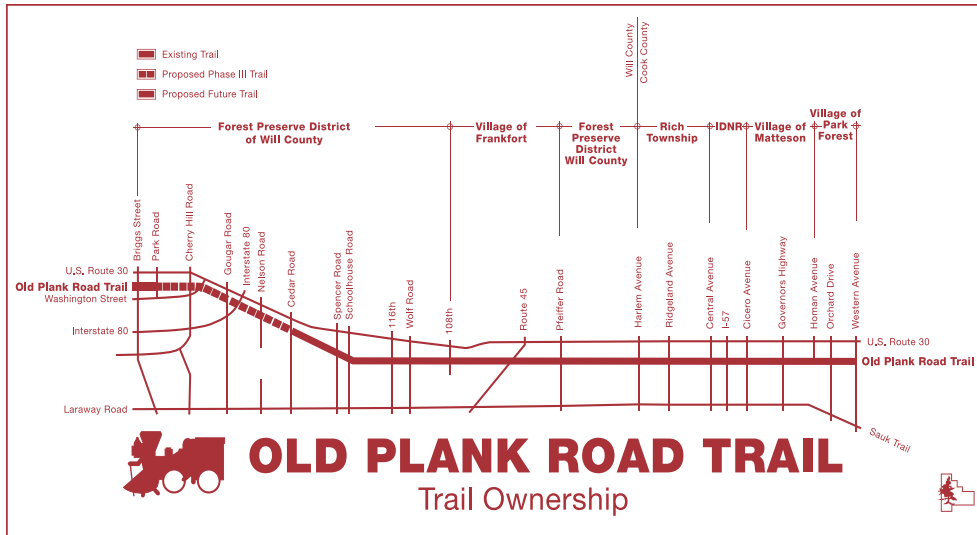 Existing Trail
Proposed Phase III Trail
Proposed Future Trail
Will County
Cook County
Forest Preserve District
of Will County
Village of
Frankfort
Forest
Preserve
District
Will County
Rich
Township
IDNR
Village of
Matteson
Village of
Park
Forest
Briggs Street
Park Road
Cherry Hill Road
Gougar Road
Interstate 80
Nelson Road
Cedar Road
Spencer Road
Schoolhouse Road
116th
Wolf Road
108th
Route 45
Pfeiffer Road
Harlem Avenue
Ridgeland Avenue
Central Avenue
I-57
Cicero Avenue
Governors Highway
Homan Avenue
Orchard Drive
Western Avenue
U.S. Route 30
Old Plank Road Trail
Washington Street
Interstate 80
Laraway Road
U.S. Route 30
Old Plank Road Trail
Sauk Trail
OLD PLANK ROAD TRAIL
Trail Ownership